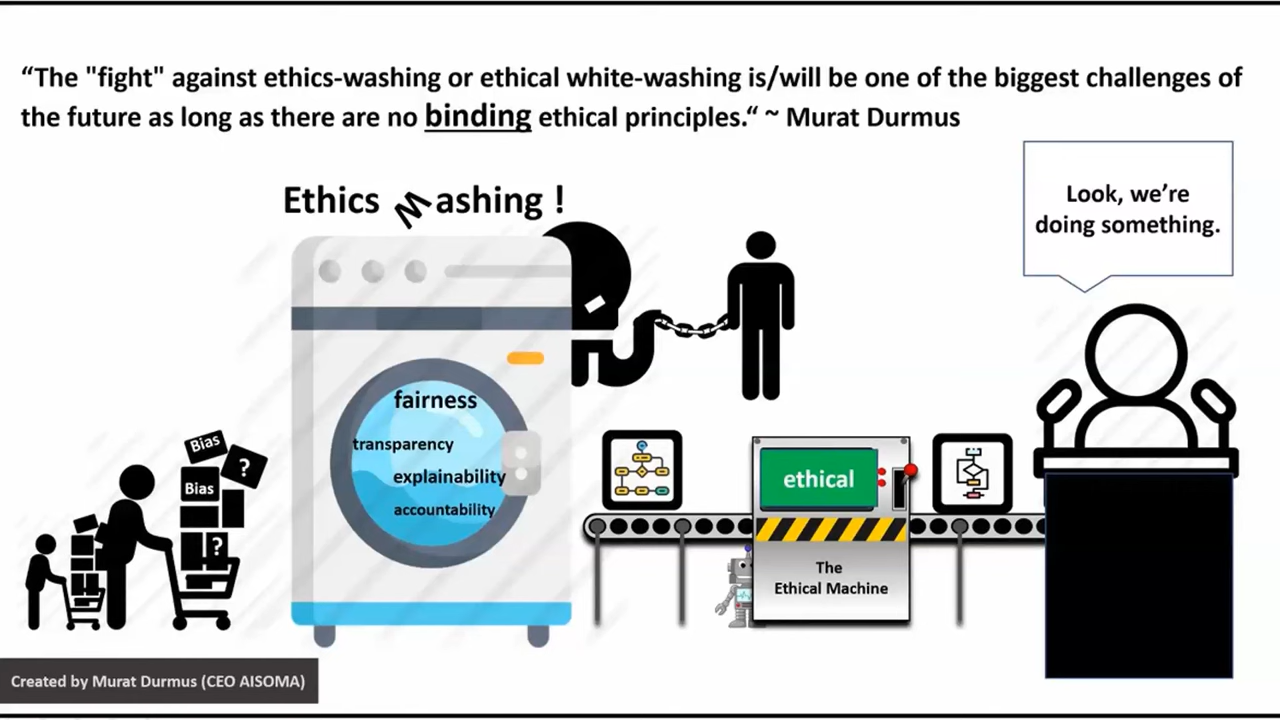 “The "fight" against ethics-washing or ethical white-washing is/will be one of the biggest challenges of
the future as long as there are no binding ethical principles.“ ~ Murat Durmus
Ethics Washing !
Look, we’re
doing something.
fairness
transparency
explainability
accountability
Bias
?
Bias
?
ethical
The
Ethical Machine
Created by Murat Durmus (CEO AISOMA)